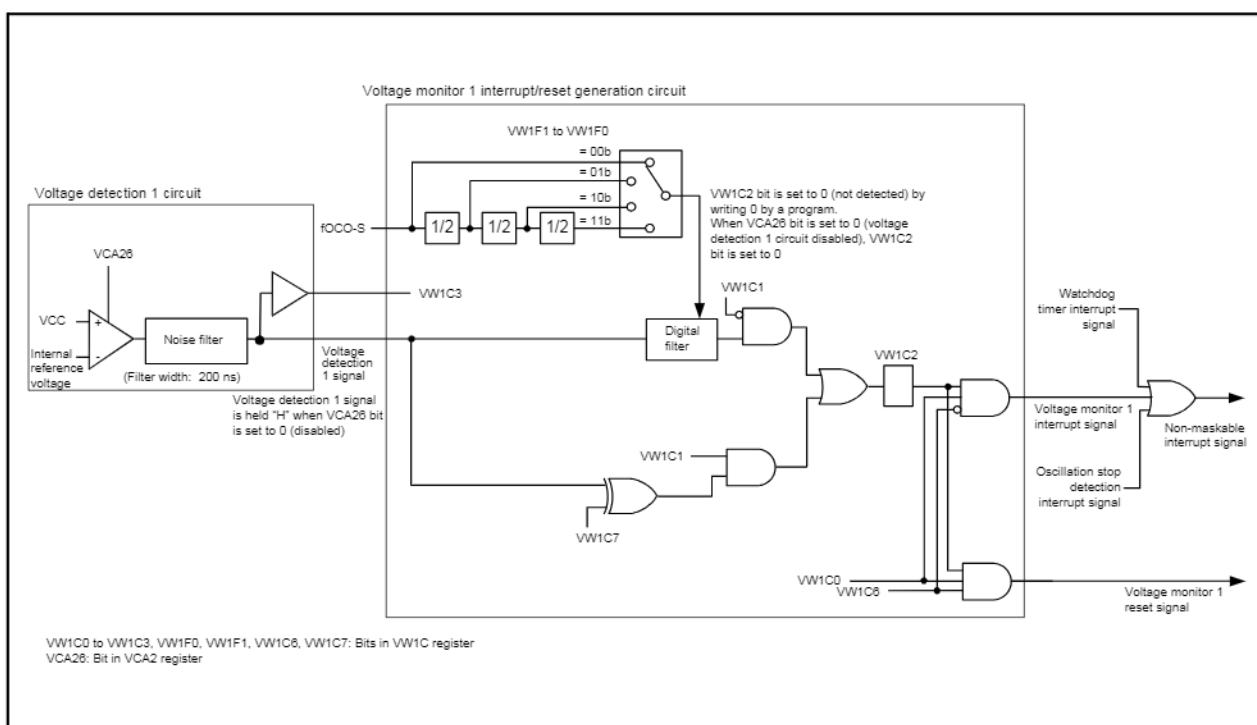 Voltage monitor 1 interrupt/reset generation circuit
VW1F1 to VW1F0
= 00b
= 01b
= 10b
= 11b
fOCO-S
1/2
1/2
1/2
VW1C2 bit is set to 0 (not detected) by
writing 0 by a program.
When VCA26 bit is set to 0 (voltage
detection 1 circuit disabled), VW1C2
bit is set to 0
Voltage detection 1 circuit
VCA26
VCC
+
Internal
reference
voltage
-
Noise filter
(Filter width: 200 ns)
VW1C3
Voltage
detection
1 signal
Voltage detection 1 signal
is held “H” when VCA26 bit
is set to 0 (disabled)
Digital
filter
VW1C1
VW1C2
Watchdog
timer interrupt
signal
Voltage monitor 1
interrupt signal
Non-maskable
interrupt signal
Oscillation stop
detection
interrupt signal
VW1C1
VW1C7
VW1C0
VW1C6
Voltage monitor 1
reset signal
VW1C0 to VW1C3, VW1F0, VW1F1, VW1C6, VW1C7: Bits in VW1C register
VCA26: Bit in VCA2 register